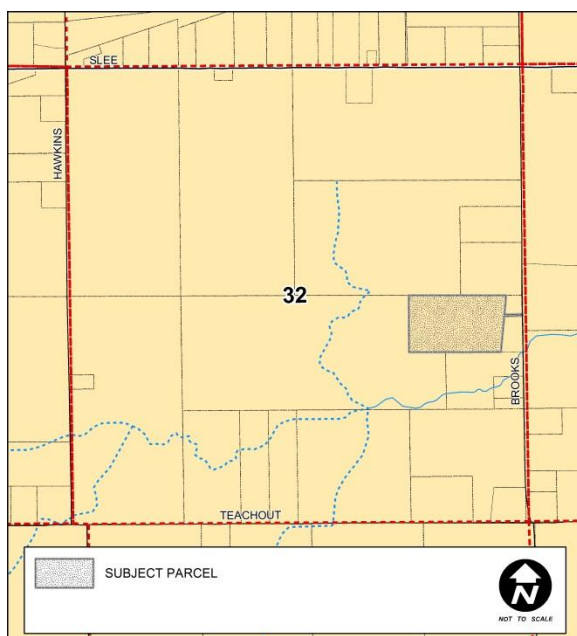 SLEE
HAWKINS
32
BROOKS
TEACHOUT
SUBJECT PARCEL
N
NOT TO SCALE